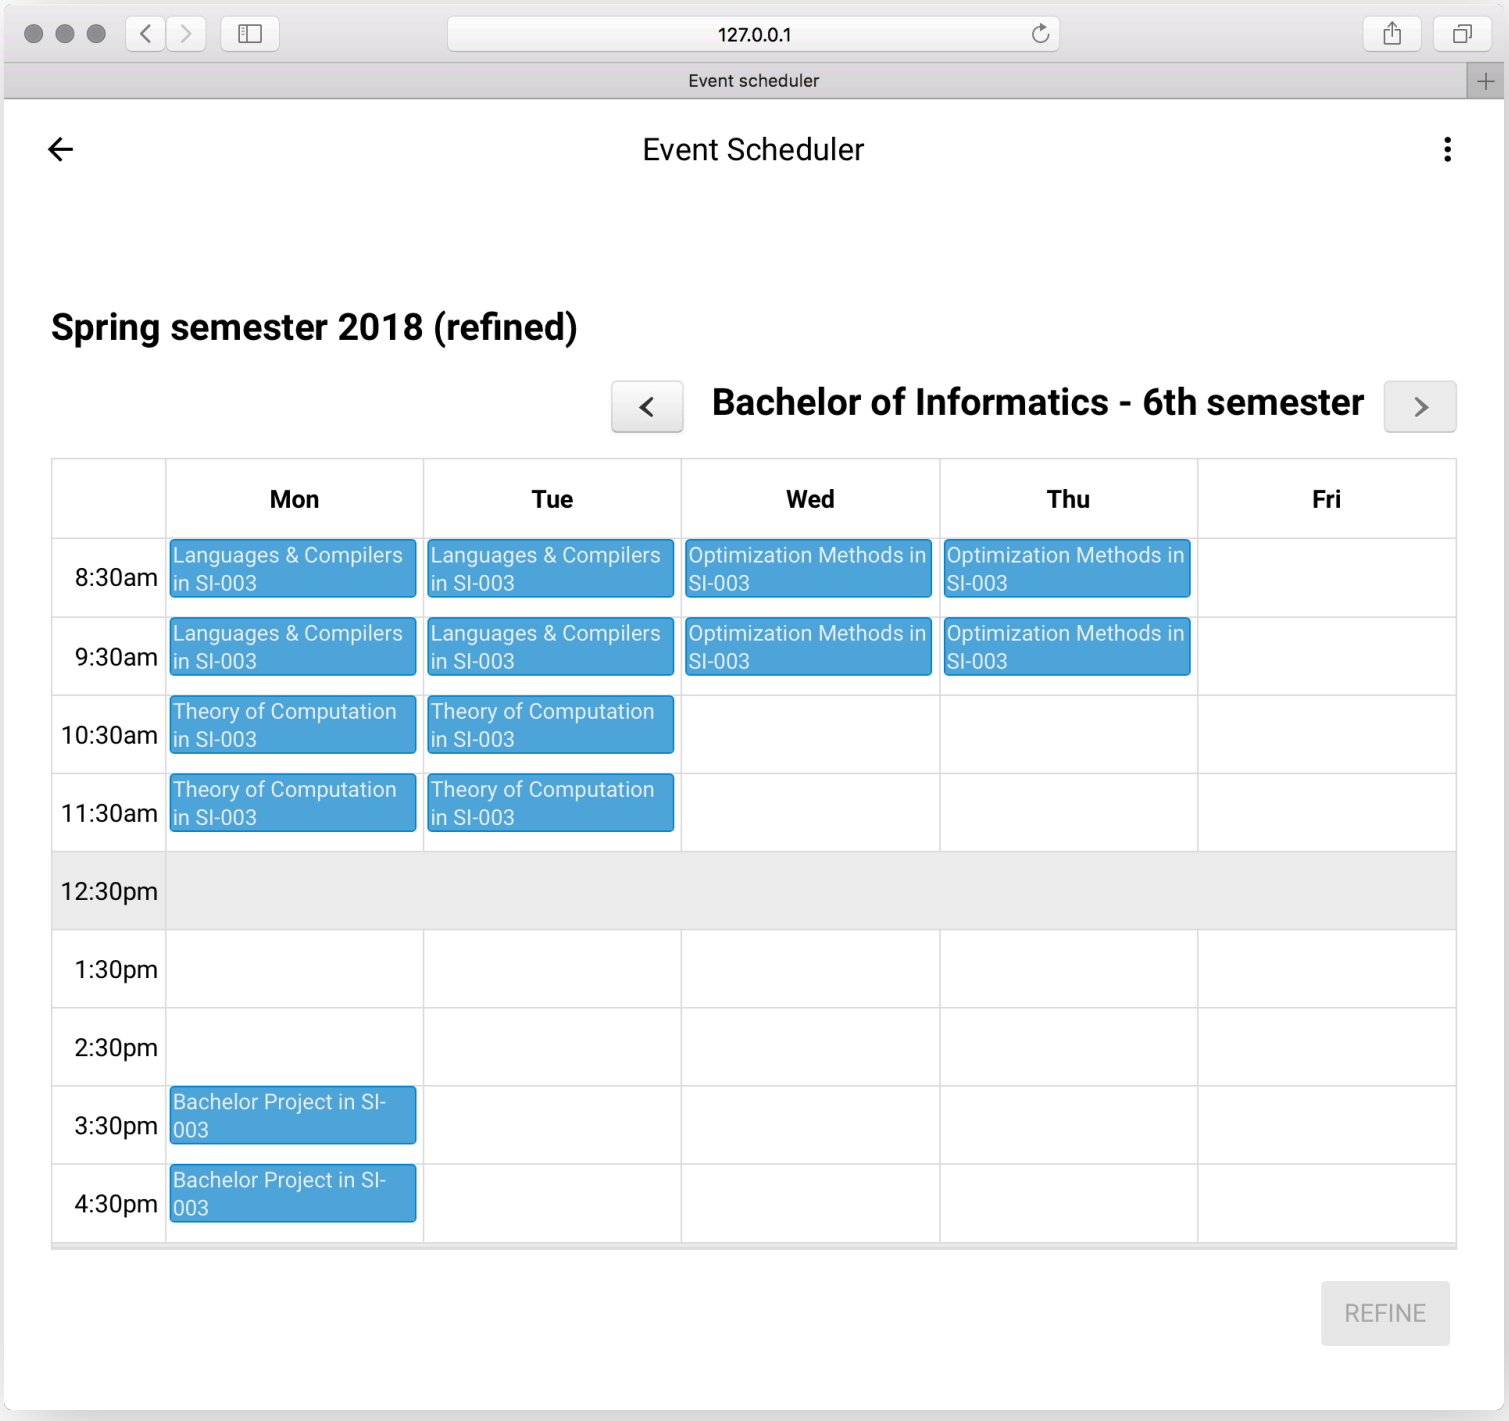 127.0.0.1
Event scheduler
Event Scheduler
Spring semester 2018 (refined)
Bachelor of Informatics - 6th semester
Mon Tue Wed Thu Fri
8:30am
Languages & Compilers
in SI-003
Languages & Compilers
in SI-003
Optimization Methods in
SI-003
Optimization Methods in
SI-003
9:30am
Languages & Compilers
in SI-003
Languages & Compilers
in SI-003
Optimization Methods in
SI-003
Optimization Methods in
SI-003
10:30am
Theory of Computation
in SI-003
Theory of Computation
in SI-003
11:30am
Theory of Computation
in SI-003
Theory of Computation
in SI-003
12:30pm
1:30pm
2:30pm
3:30pm
Bachelor Project in SI-
003
4:30pm
Bachelor Project in SI-
003
REFINE